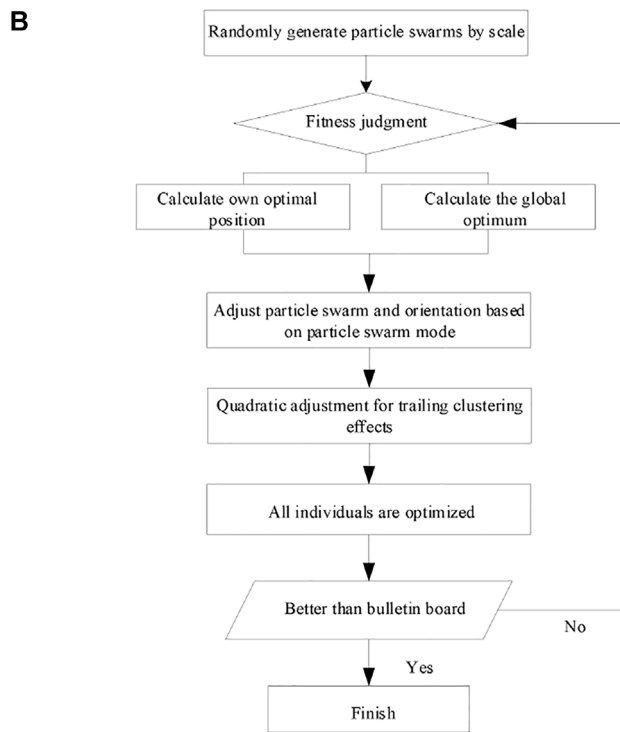 B
Randomly generate particle swarms by scale
Fitness judgment
Calculate own optimal
position
Calculate the global
optimum
Adjust particle swarm and orientation based
on particle swarm mode
Quadratic adjustment for trailing clustering
effects
All individuals are optimized
Better than bulletin board
No
Yes
Finish